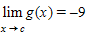 lim g(x) = –9
x → c